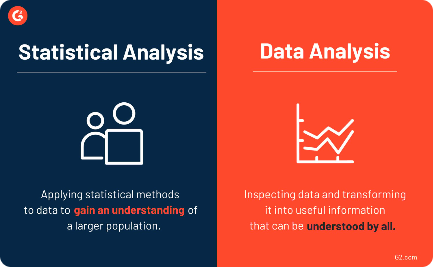 G2
Statistical Analysis
Applying statistical methods
to data to gain an understanding of
a larger population.
Data Analysis
Inspecting data and transforming
it into useful information
that can be understood by all.
G2.com